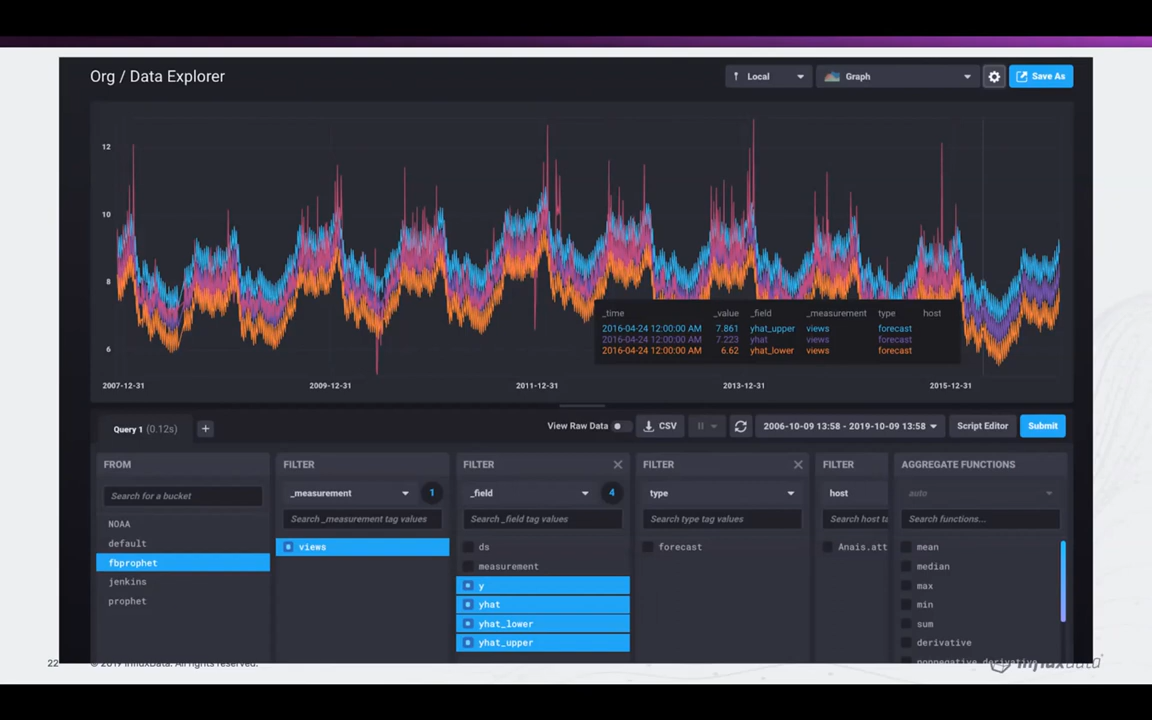 Org / Data Explorer
Local
Graph
Save As
12
10
8
6
_time _value _field _measurement type host
2016-04-24 12:00:00 AM 7.861 yhat_upper views forecast
2016-04-24 12:00:00 AM 7.223 yhat views forecast
2016-04-24 12:00:00 AM 6.62 yhat_lower views forecast
2007-12-31 2009-12-31 2011-12-31 2013-12-31 2015-12-31
Query 1 (0.12s)
+
View Raw Data
CSV
2006-10-09 13:58 - 2019-10-09 13:58
Script Editor
Submit
FROM
Search for a bucket
NOAA
default
fbprophet
jenkins
prophet
FILTER
_measurement
1
Search _measurement tag values
views
FILTER
_field
4
Search _field tag values
ds
measurement
y
yhat
yhat_lower
yhat_upper
FILTER
type
Search type tag values
forecast
FILTER
host
Search host ta
Anais.att
AGGREGATE FUNCTIONS
auto
Search functions...
mean
median
max
min
sum
derivative
nonnegative derivative
22
© 2019 InfluxData. All rights reserved.
influxdata